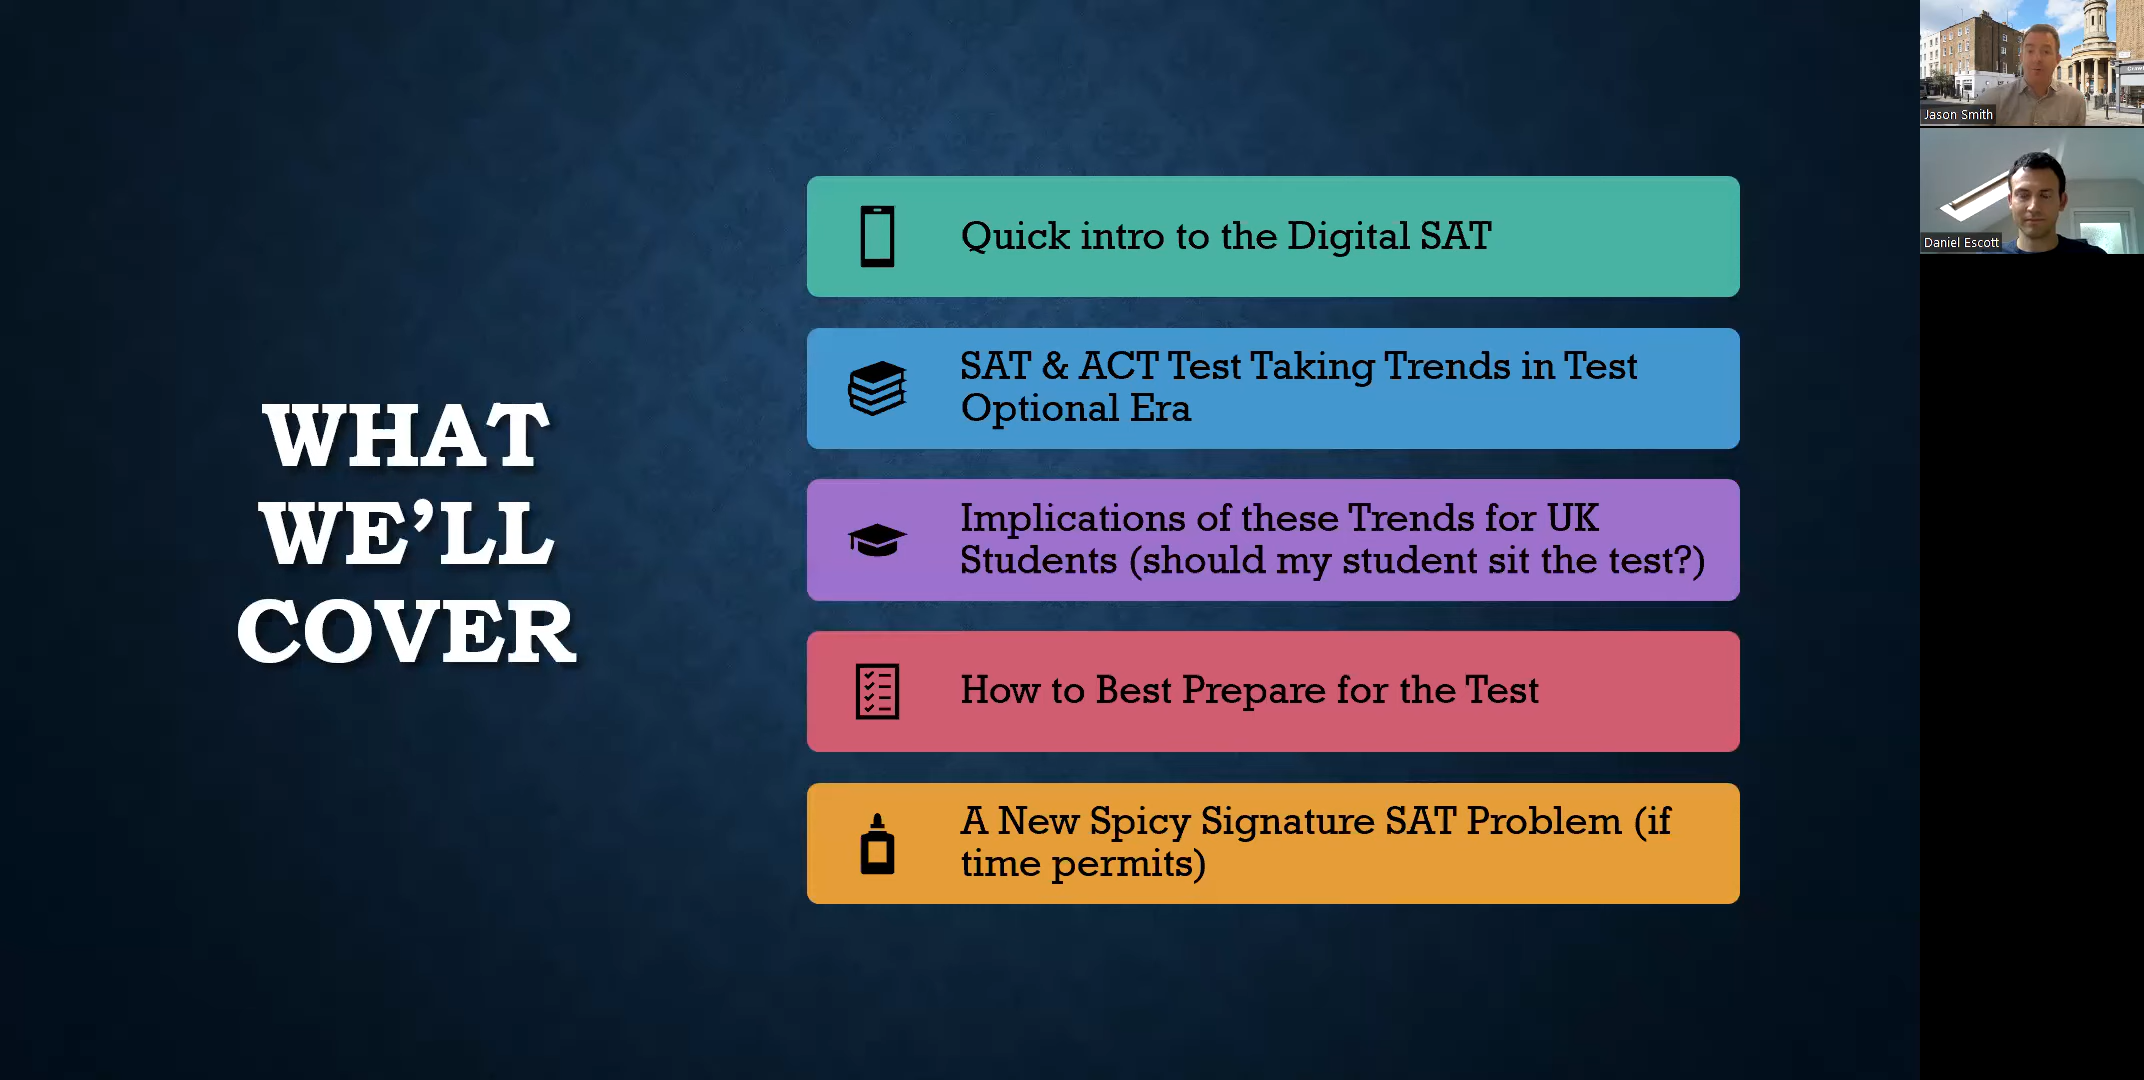 WHAT
WE’LL
COVER
Quick intro to the Digital SAT
SAT & ACT Test Taking Trends in Test
Optional Era
Implications of these Trends for UK
Students (should my student sit the test?)
How to Best Prepare for the Test
A New Spicy Signature SAT Problem (if
time permits)
Jason Smith
Daniel Escott